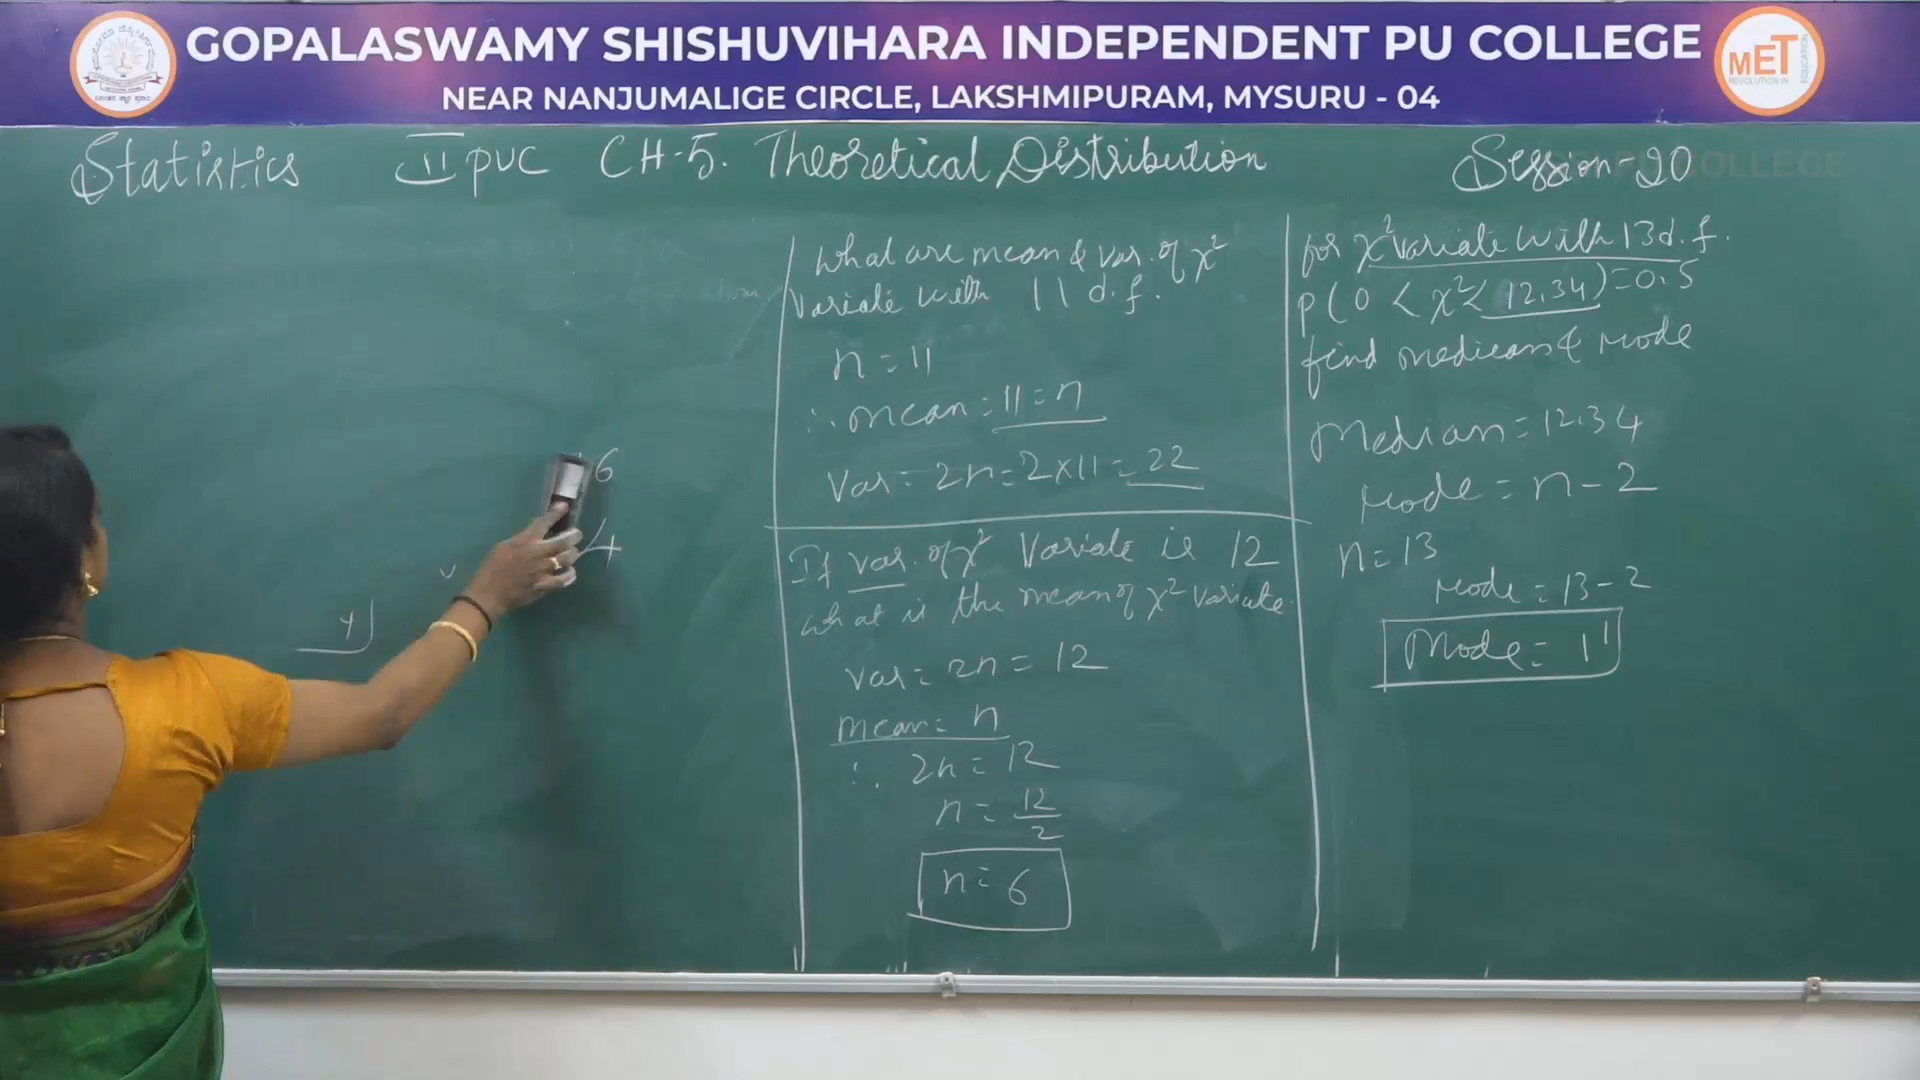 GOPALASWAMY SHISHUVIHARA INDEPENDENT PU COLLEGE
NEAR NANJUMALIGE CIRCLE, LAKSHMIPURAM, MYSURU - 04
MET
Statistics II PUC CH-5. Theoretical Distribution Session-20
6
4
y
What are mean & var. of χ²
Variate with 11 d.f.
n = 11
∴ mean = 11 = n
Var = 2n = 2×11 = 22
If var. of χ² Variate is 12
what is the mean of χ² variate.
Var = 2n = 12
mean = n
∴ 2n = 12
n = 12/2
n = 6
for χ² variate with 13 d.f.
P(0 < χ² < 12.34) = 0.5
find median & mode
Median = 12.34
Mode = n - 2
n = 13
Mode = 13 - 2
Mode = 11